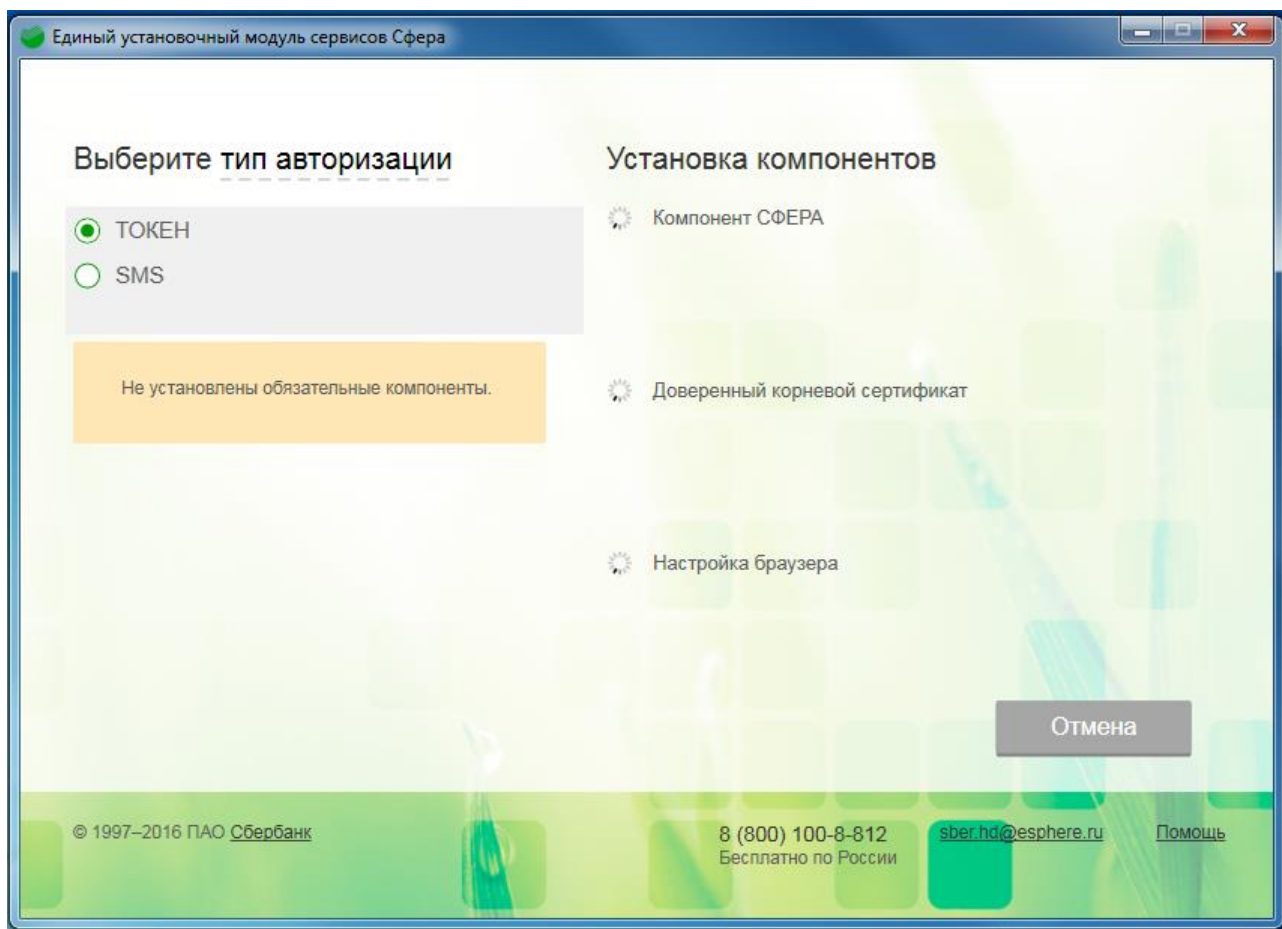 Единый установочный модуль сервисов Сфера
Выберите тип авторизации
ТОКЕН
SMS
Не установлены обязательные компоненты.
Установка компонентов
Компонент СФЕРА
Доверенный корневой сертификат
Настройка браузера
Отмена
© 1997–2016 ПАО Сбербанк
8 (800) 100-8-812
Бесплатно по России
sber.hd@esphere.ru
Помощь